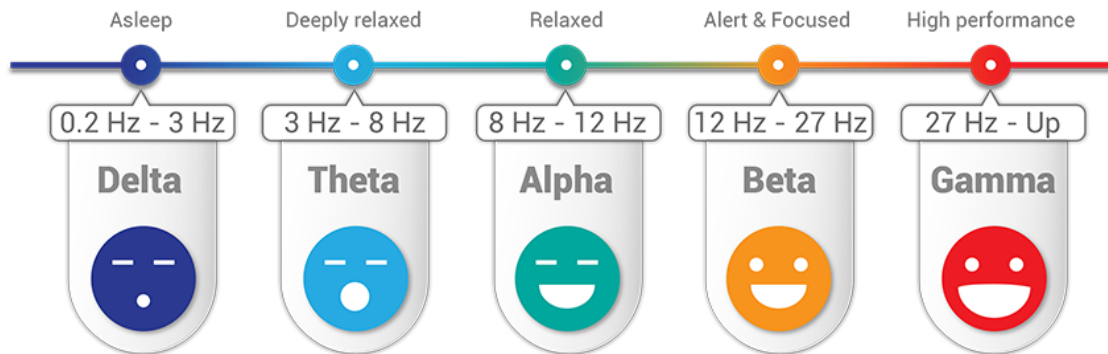 Asleep
Deeply relaxed
Relaxed
Alert & Focused
High performance
0.2 Hz - 3 Hz
3 Hz - 8 Hz
8 Hz - 12 Hz
12 Hz - 27 Hz
27 Hz - Up
Delta
Theta
Alpha
Beta
Gamma